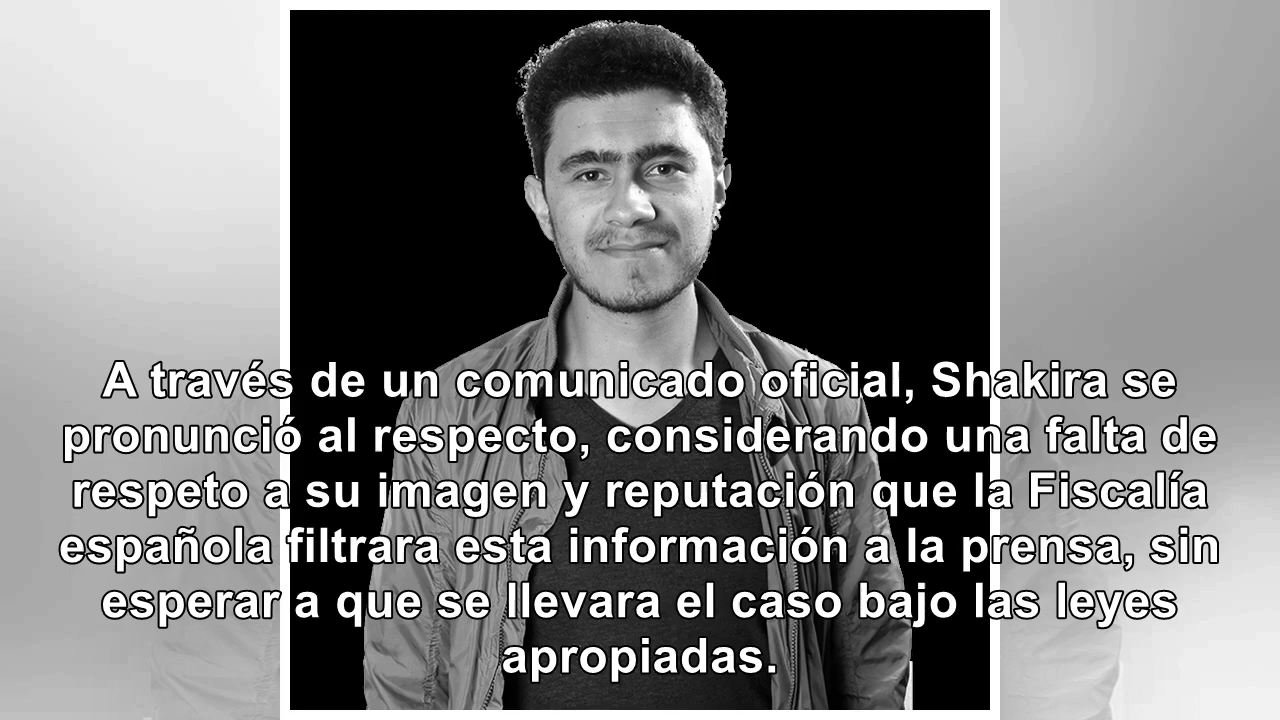 A través de un comunicado oficial, Shakira se
pronunció al respecto, considerando una falta de
respeto a su imagen y reputación que la Fiscalía
española filtrara esta información a la prensa, sin
esperar a que se llevara el caso bajo las leyes
apropiadas.